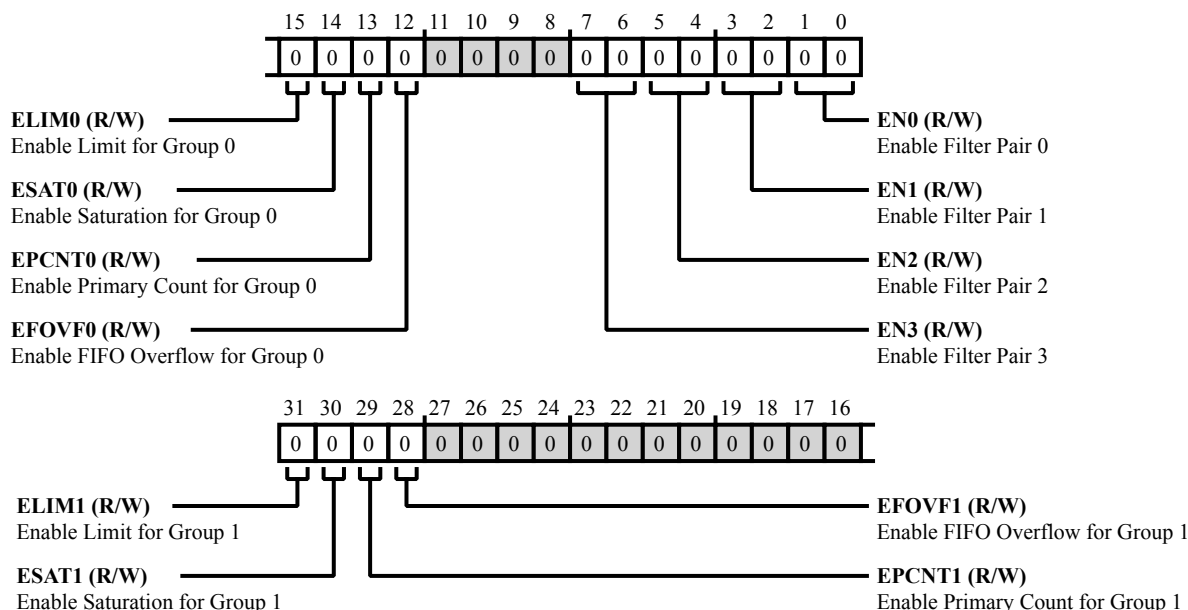 15 14 13 12 11 10 9 8 7 6 5 4 3 2 1 0
0 0 0 0 0 0 0 0 0 0 0 0 0 0 0 0
ELIM0 (R/W)
Enable Limit for Group 0
ESAT0 (R/W)
Enable Saturation for Group 0
EPCNT0 (R/W)
Enable Primary Count for Group 0
EFOVF0 (R/W)
Enable FIFO Overflow for Group 0
EN0 (R/W)
Enable Filter Pair 0
EN1 (R/W)
Enable Filter Pair 1
EN2 (R/W)
Enable Filter Pair 2
EN3 (R/W)
Enable Filter Pair 3
31 30 29 28 27 26 25 24 23 22 21 20 19 18 17 16
0 0 0 0 0 0 0 0 0 0 0 0 0 0 0 0
ELIM1 (R/W)
Enable Limit for Group 1
ESAT1 (R/W)
Enable Saturation for Group 1
EFOVF1 (R/W)
Enable FIFO Overflow for Group 1
EPCNT1 (R/W)
Enable Primary Count for Group 1